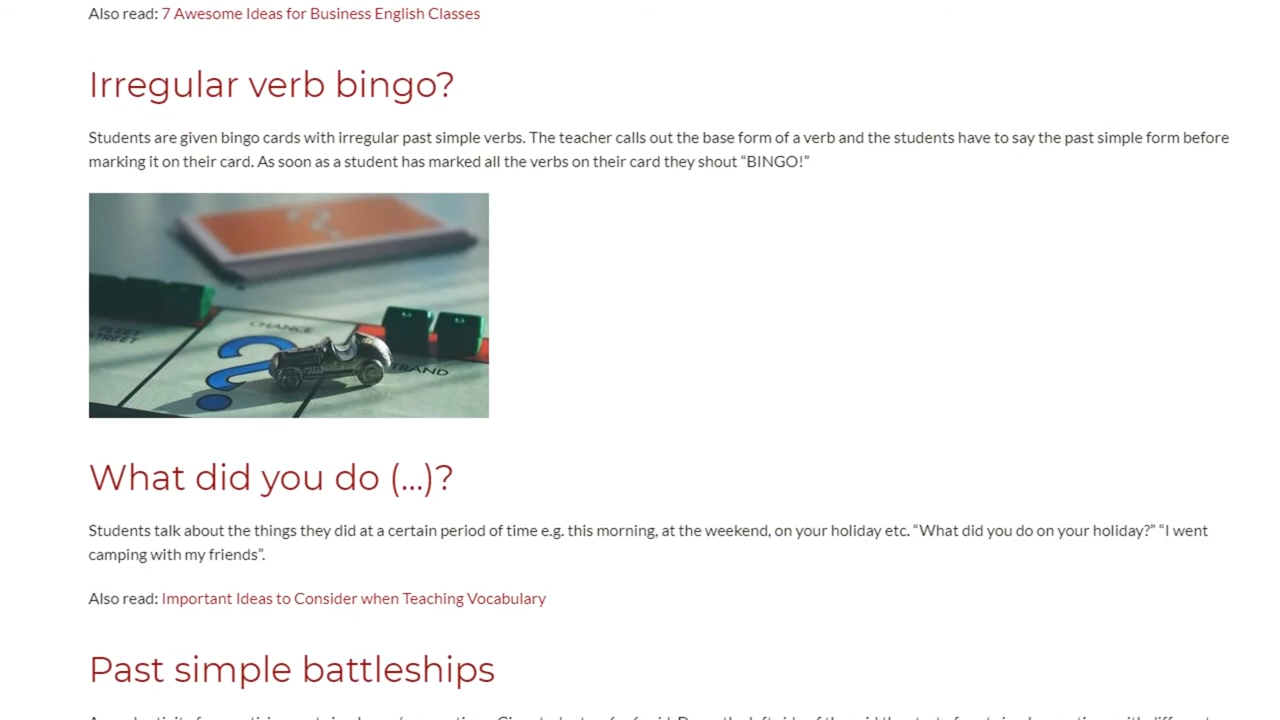 Also read: 7 Awesome Ideas for Business English Classes
Irregular verb bingo?
Students are given bingo cards with irregular past simple verbs. The teacher calls out the base form of a verb and the students have to say the past simple form before
marking it on their card. As soon as a student has marked all the verbs on their card they shout “BINGO!”
FLEET
STREET
CHANCE
TRAND
What did you do (...)?
Students talk about the things they did at a certain period of time e.g. this morning, at the weekend, on your holiday etc. “What did you do on your holiday?” “I went
camping with my friends”.
Also read: Important Ideas to Consider when Teaching Vocabulary
Past simple battleships